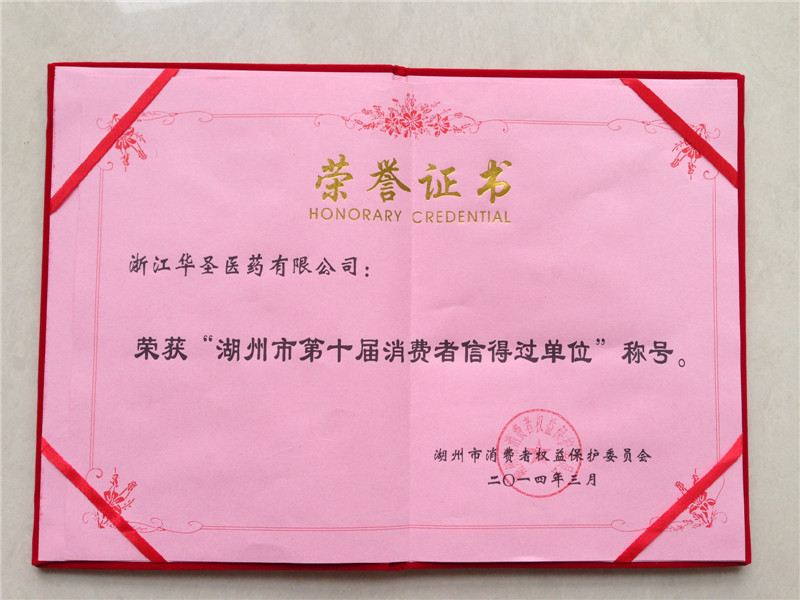 荣誉证书
HONORARY CREDENTIAL
浙江华圣医药有限公司：
荣获“湖州市第十届消费者信得过单位”称号。
湖州市消费者权益保护委员会
二〇一四年三月